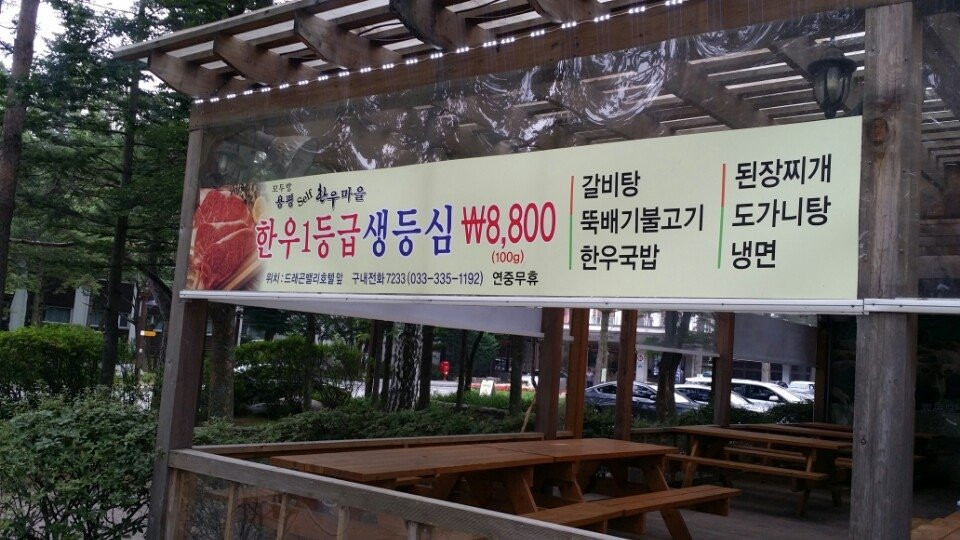 모두랑
용평 Self 한우마을
한우1등급 생등심 ₩8,800
(100g)
위치 : 드래곤밸리호텔 앞 구내전화 7233 (033-335-1192) 연중무휴
갈비탕
뚝배기불고기
한우국밥
된장찌개
도가니탕
냉면